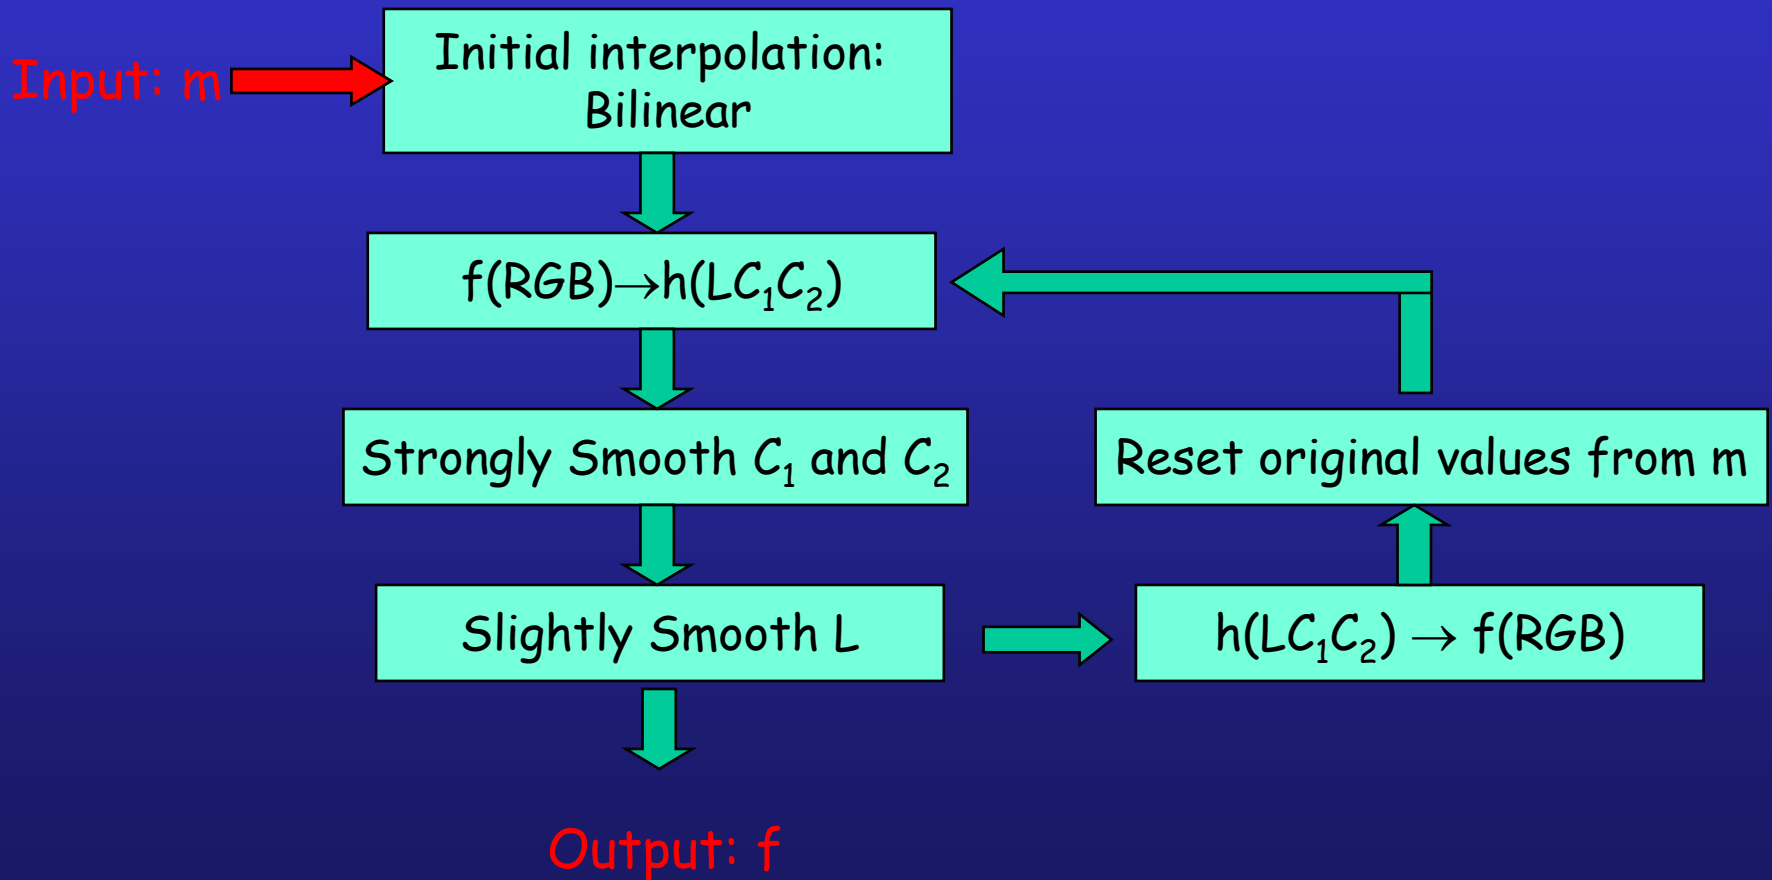 Input: m
Initial interpolation:
Bilinear
f(RGB)→h(LC₁C₂)
Strongly Smooth C₁ and C₂
Reset original values from m
Slightly Smooth L
h(LC₁C₂) → f(RGB)
Output: f